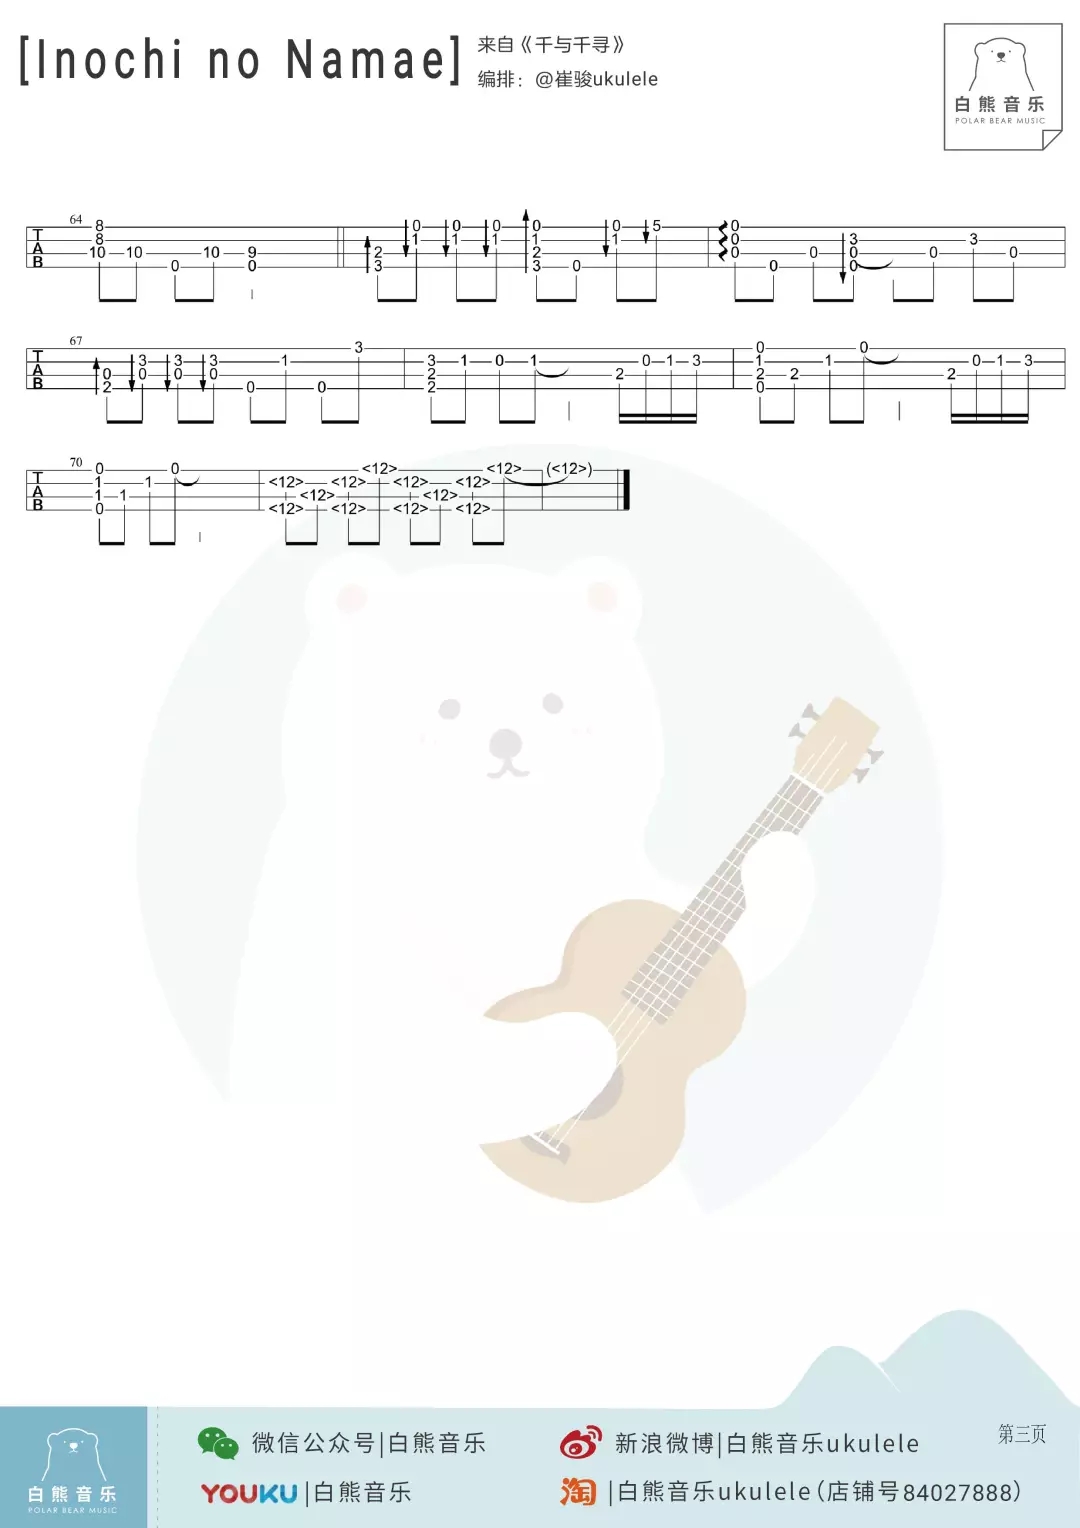 [Inochi no Namae]
来自《千与千寻》
编排：@崔骏ukulele
白熊音乐
POLAR BEAR MUSIC
64
T 8 0 0 0 0 0 5 0
A 8 1 1 1 1 1 0 3 3
B 10 10 10 9 2 2 0 0 0 0 0
0 0 3 3 0 0 0
67
T 3 0 0
A 3 3 3 1 3 1 0 1 0 1 3 1 1 0 1 3
B 0 0 0 0 2 2 2 2 2
2 0 0 2 0
70
T 0 0 <12> <12> (<12>)
A 1 1 <12> <12> <12> <12>
B 1 1 <12> <12>
0 <12> <12> <12> <12>
微信公众号|白熊音乐
新浪微博|白熊音乐ukulele
第三页
YOUKU |白熊音乐
淘 |白熊音乐ukulele(店铺号84027888)
白熊音乐
POLAR BEAR MUSIC